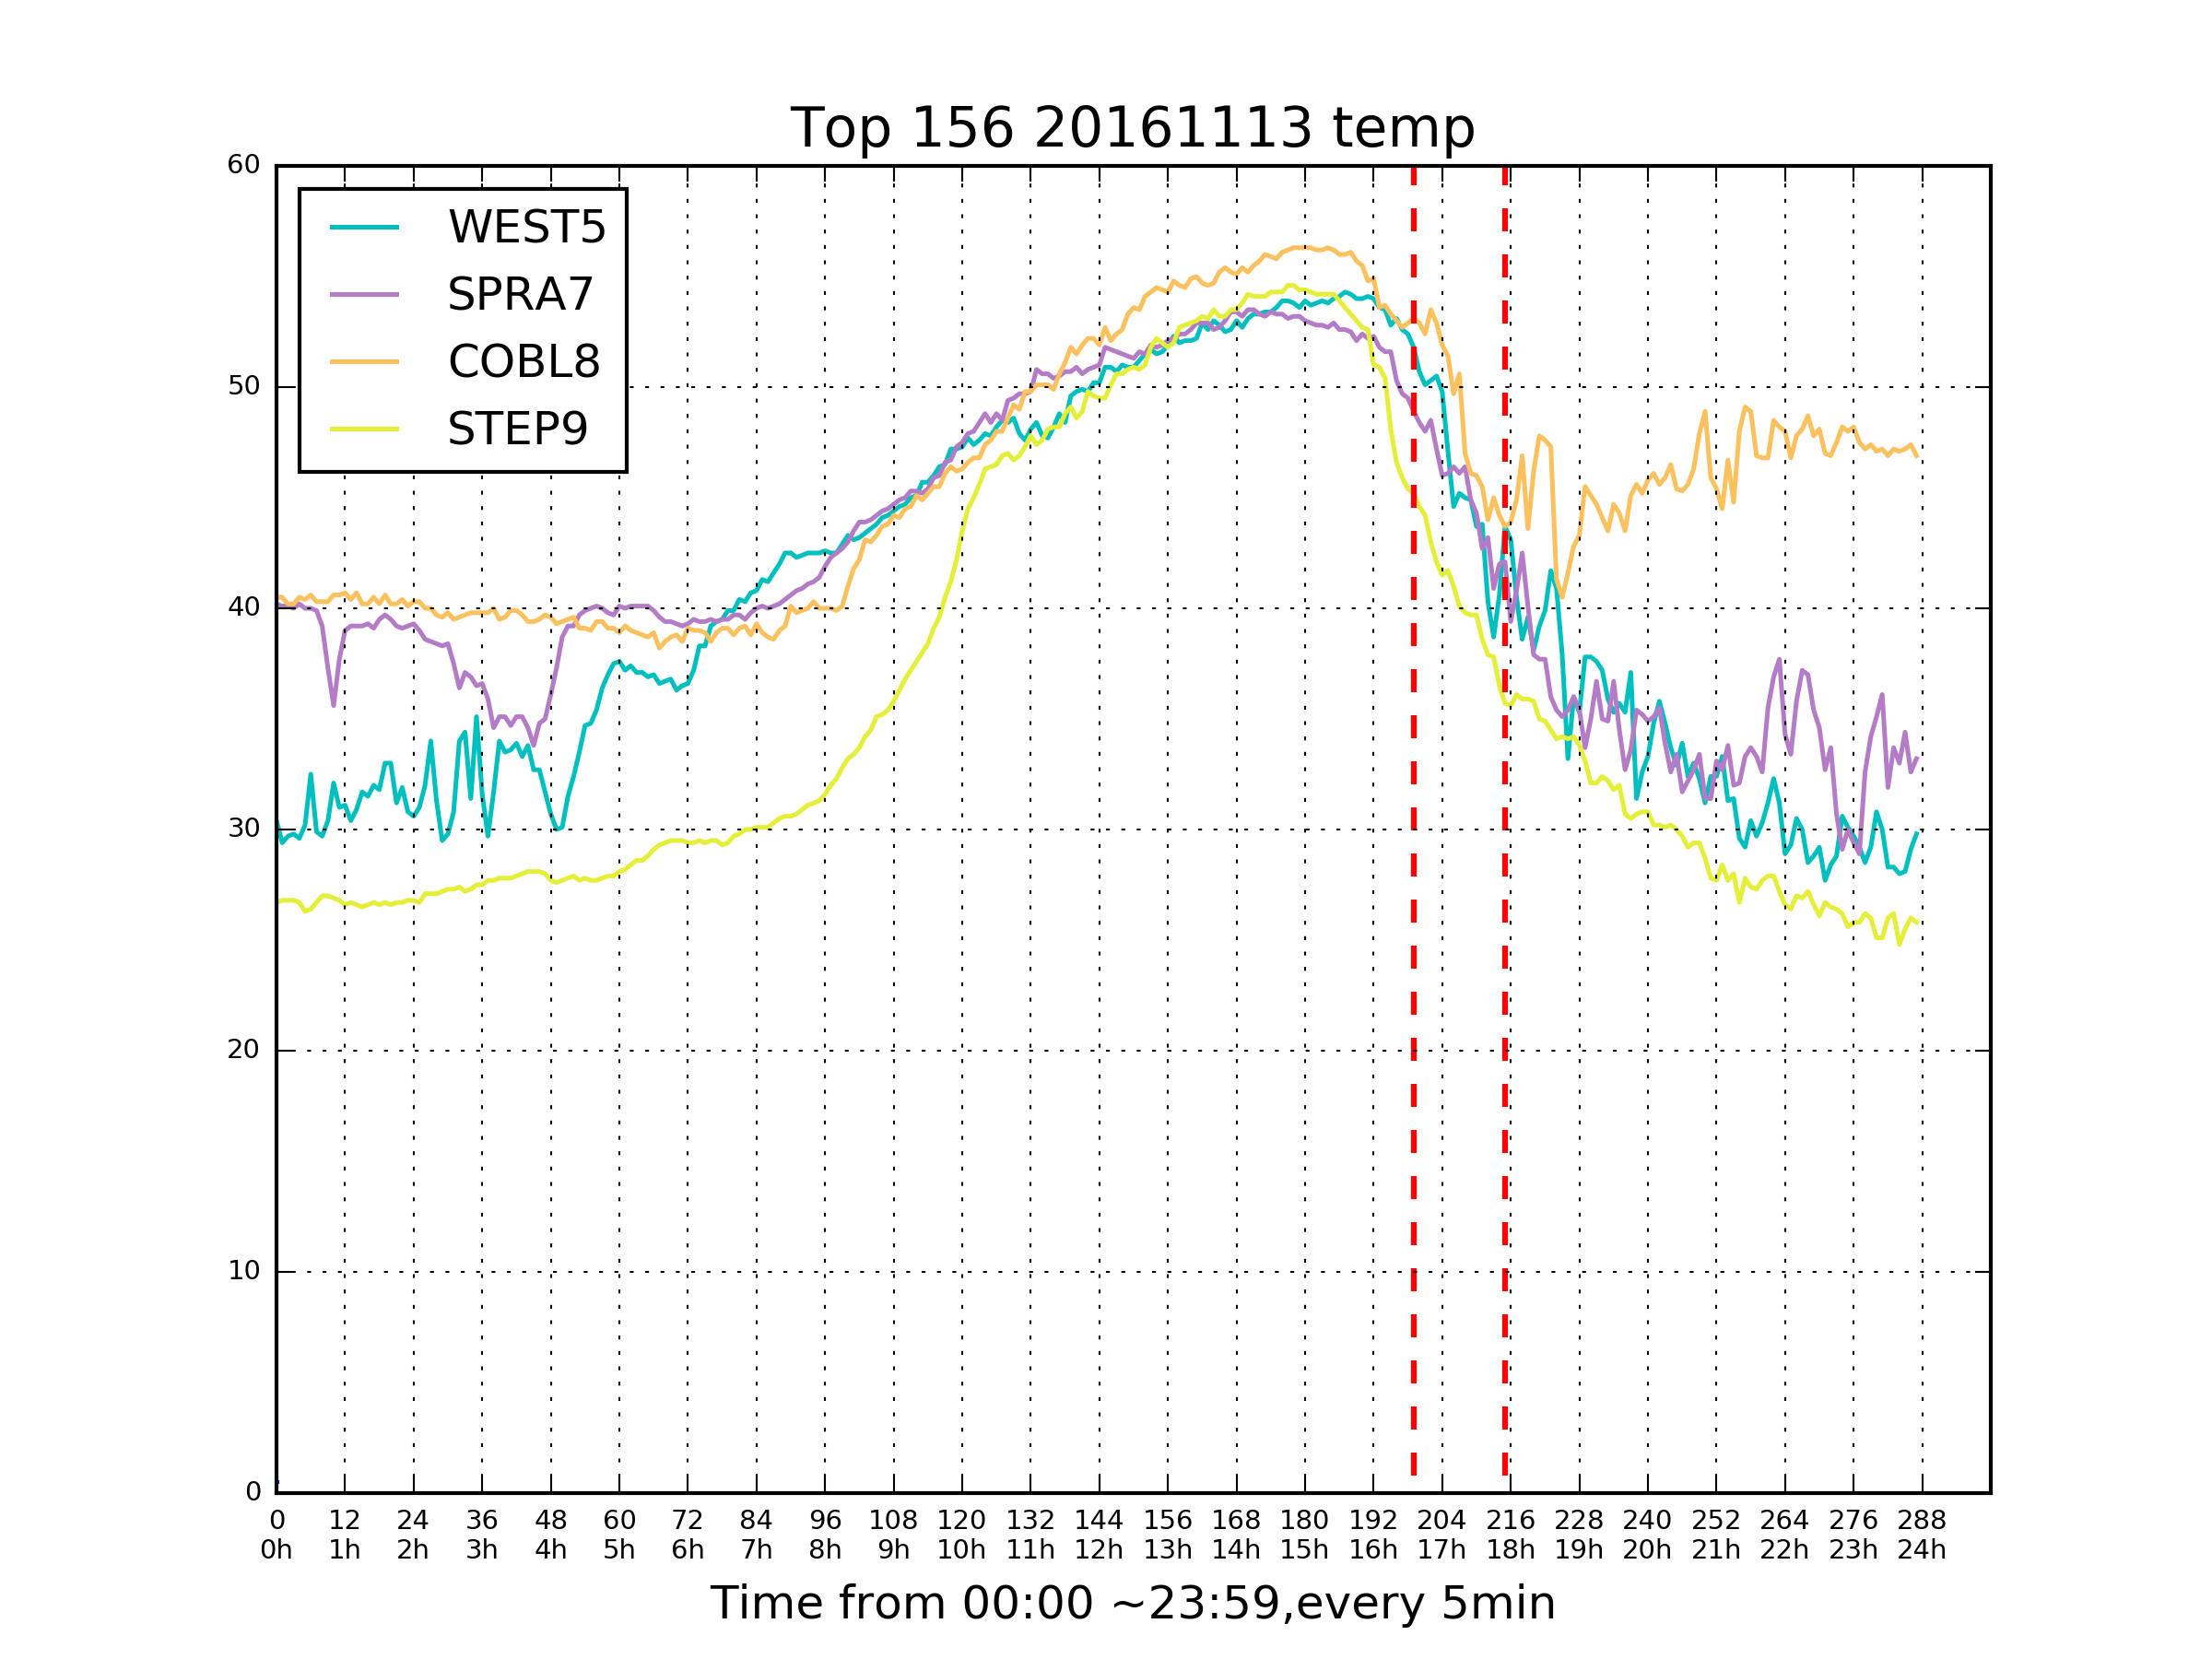 Top 156 20161113 temp
60
50
40
30
20
10
0
WEST5
SPRA7
COBL8
STEP9
0 12 24 36 48 60 72 84 96 108 120 132 144 156 168 180 192 204 216 228 240 252 264 276 288
0h 1h 2h 3h 4h 5h 6h 7h 8h 9h 10h 11h 12h 13h 14h 15h 16h 17h 18h 19h 20h 21h 22h 23h 24h
Time from 00:00 ~23:59,every 5min